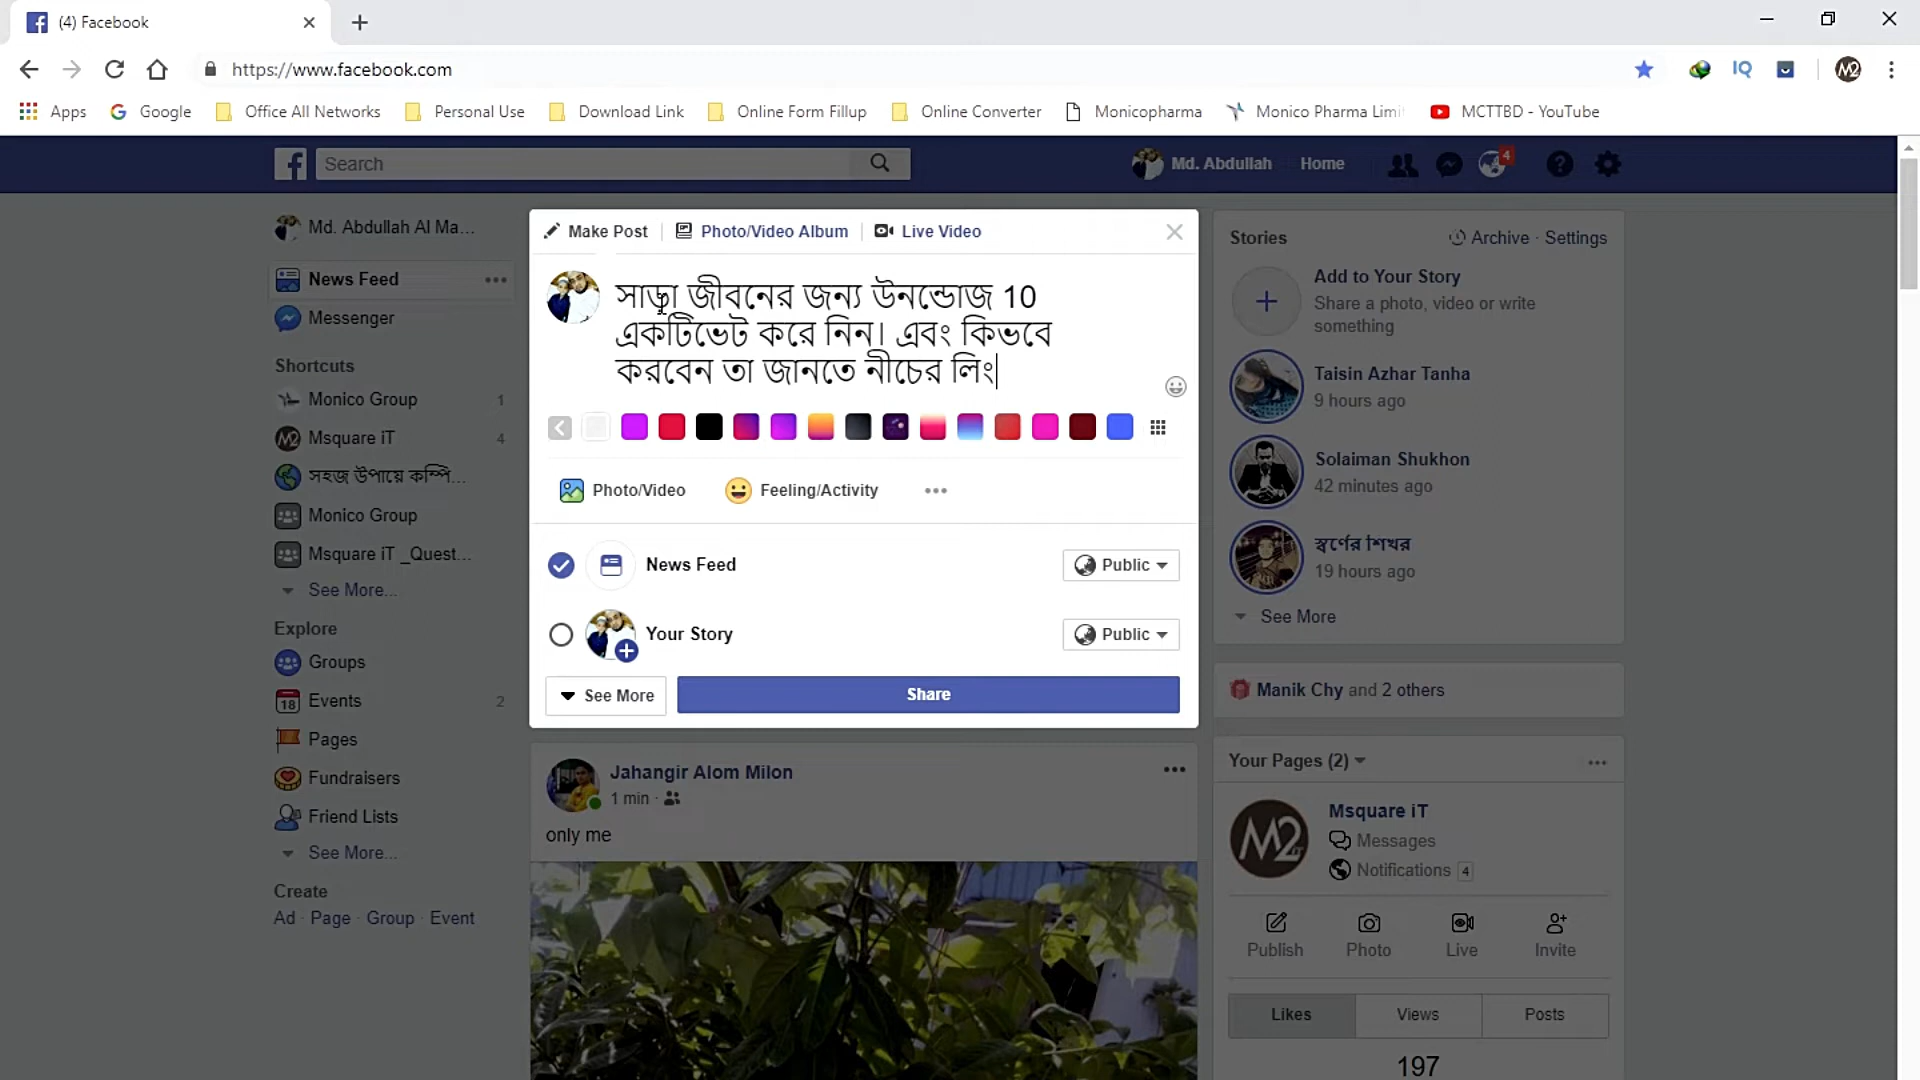 (4) Facebook
https://www.facebook.com
Apps Google Office All Networks Personal Use Download Link Online Form Fillup Online Converter Monicopharma Monico Pharma Limi MCTTBD - YouTube
Search Md. Abdullah Home 4
Md. Abdullah Al Ma...
News Feed
Messenger
Shortcuts
Monico Group 1
Msquare iT 4
সহজ উপায়ে কম্পি...
Monico Group
Msquare iT _Quest...
See More...
Explore
Groups
Events 2
Pages
Fundraisers
Friend Lists
See More...
Create
Ad · Page · Group · Event
Make Post Photo/Video Album Live Video
সাড়া জীবনের জন্য উনন্ডোজ 10
একটিভেট করে নিন। এবং কিভবে
করবেন তা জানতে নীচের লিং
Photo/Video Feeling/Activity
News Feed Public
Your Story Public
See More Share
Jahangir Alom Milon
1 min
only me
Stories Archive · Settings
Add to Your Story
Share a photo, video or write
something
Taisin Azhar Tanha
9 hours ago
Solaiman Shukhon
42 minutes ago
স্বর্ণের শিখর
19 hours ago
See More
Manik Chy and 2 others
Your Pages (2)
M2 Msquare iT
Messages
Notifications 4
Publish Photo Live Invite
Likes Views Posts
197